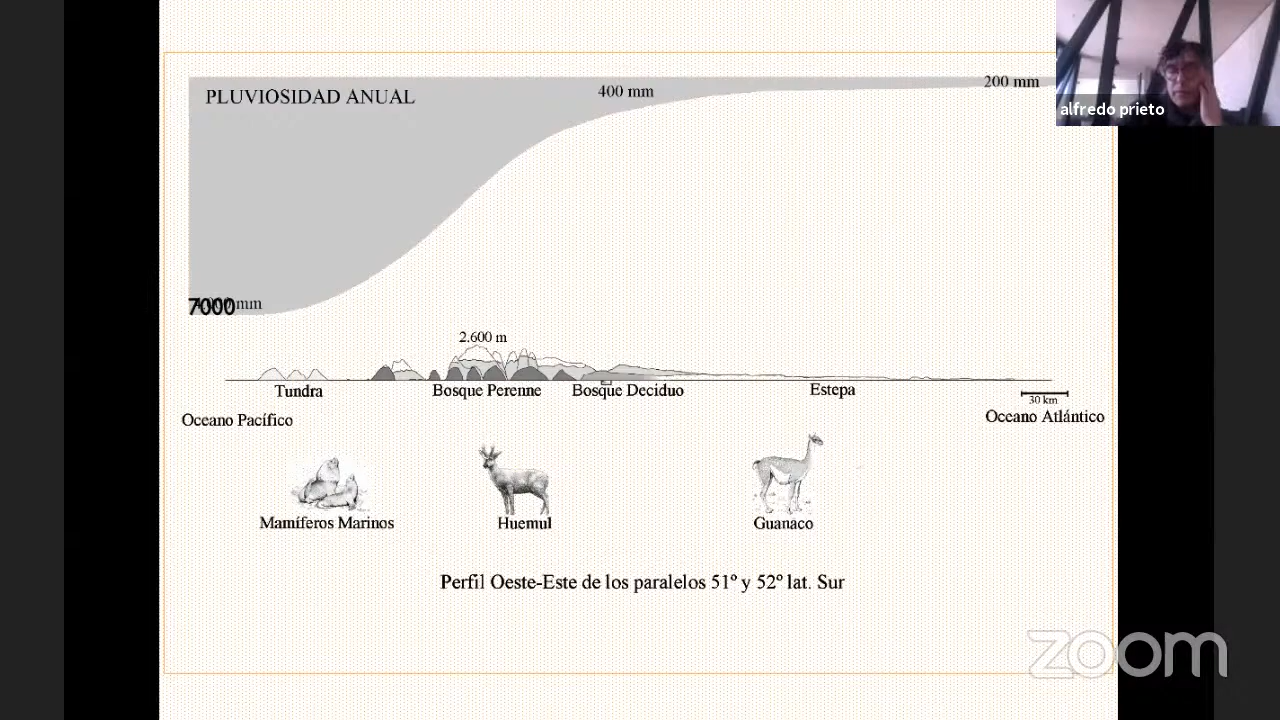 alfredo prieto
PLUVIOSIDAD ANUAL
400 mm
200 mm
7000 mm
2.600 m
Tundra
Bosque Perenne
Bosque Deciduo
Estepa
30 km
Oceano Pacífico
Oceano Atlántico
Mamíferos Marinos
Huemul
Guanaco
Perfil Oeste-Este de los paralelos 51º y 52º lat. Sur
zoom